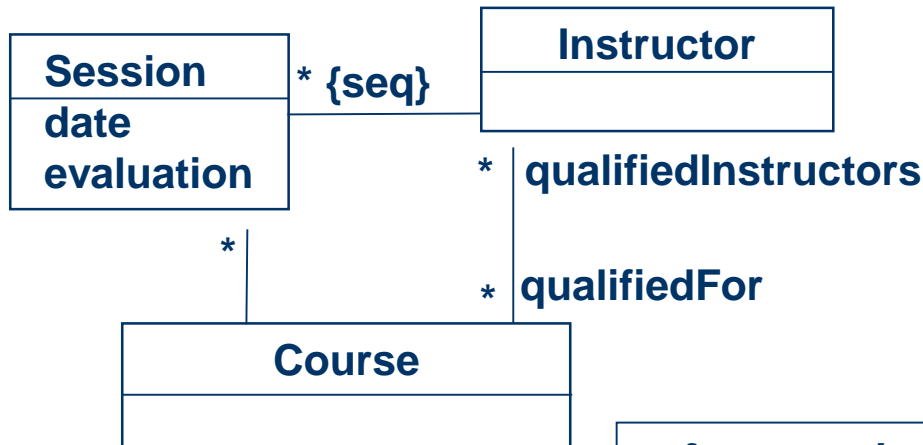 Session
date
evaluation
* {seq}
Instructor
* qualifiedInstructors
*
* qualifiedFor
Course